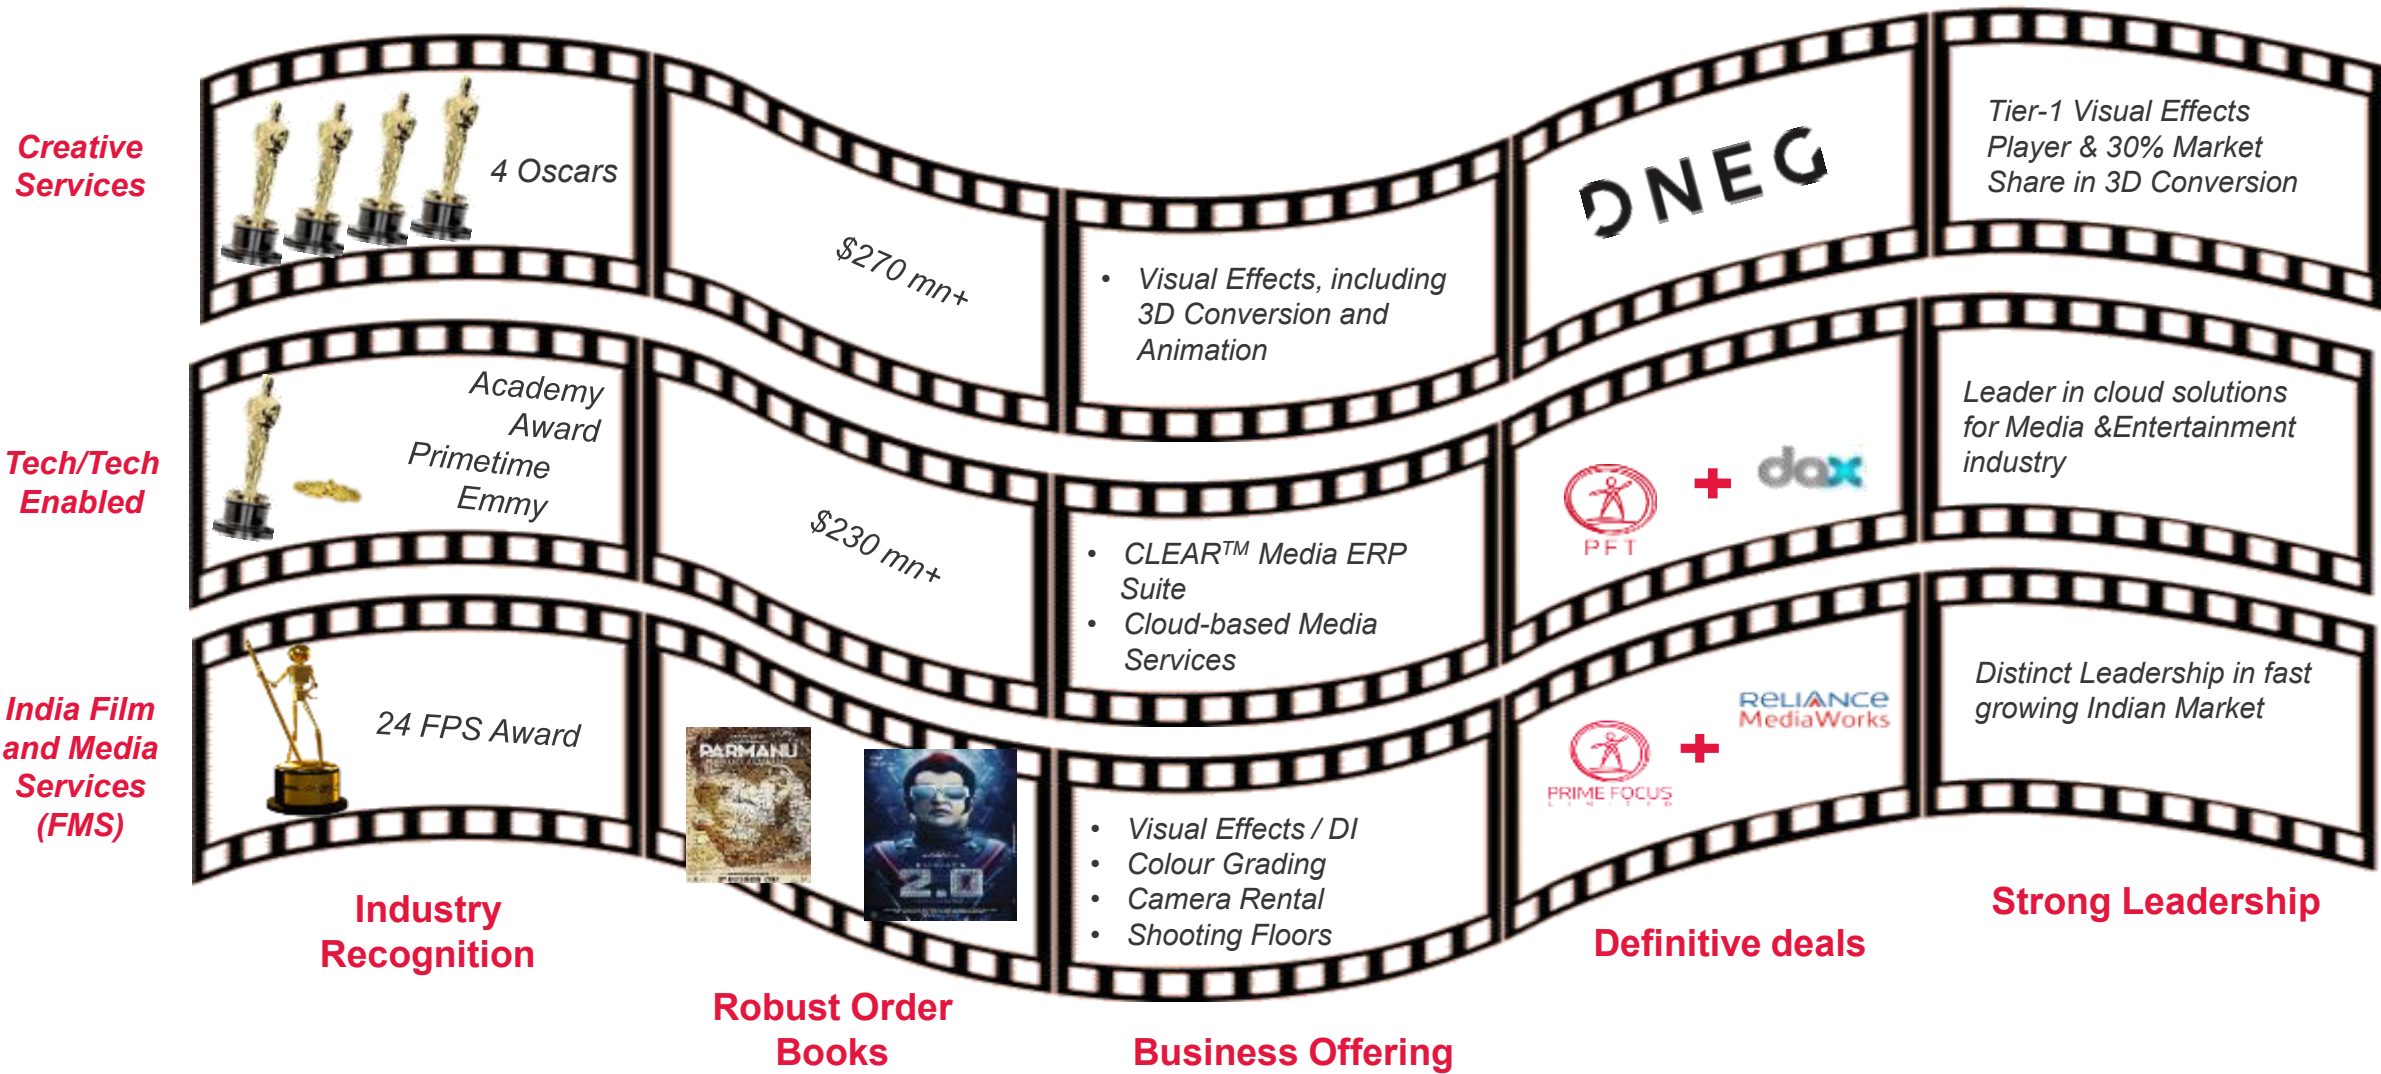 Creative
Services
4 Oscars
$270 mn+
• Visual Effects, including
3D Conversion and
Animation
DNEG
Tier-1 Visual Effects
Player & 30% Market
Share in 3D Conversion
Tech/Tech
Enabled
Academy
Award
Primetime
Emmy
$230 mn+
• CLEAR™ Media ERP
Suite
• Cloud-based Media
Services
PFT
+
dax
Leader in cloud solutions
for Media &Entertainment
industry
India Film
and Media
Services
(FMS)
24 FPS Award
PARMANU
2.0
• Visual Effects / DI
• Colour Grading
• Camera Rental
• Shooting Floors
PRIME FOCUS
LIMITED
+
RELIANCE
MediaWorks
Distinct Leadership in fast
growing Indian Market
Industry
Recognition
Robust Order
Books
Business Offering
Definitive deals
Strong Leadership